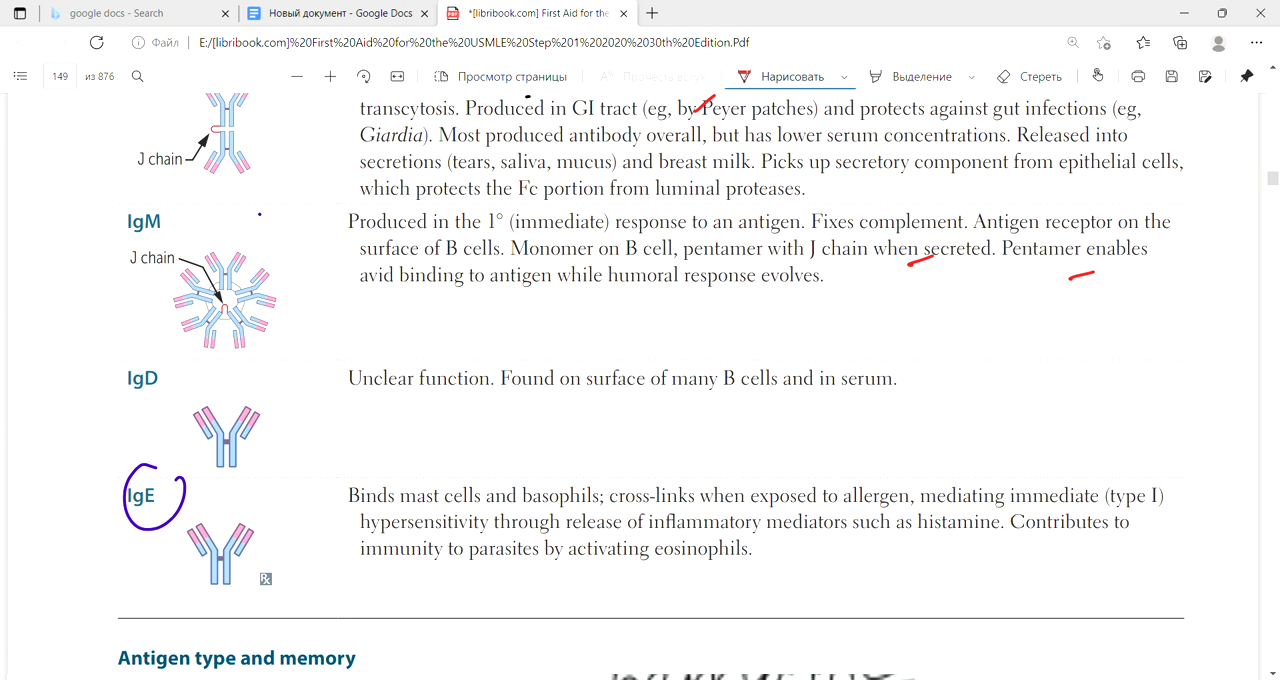 google docs - Search
Новый документ - Google Docs
*[libribook.com] First Aid for the
Файл
E:/[libribook.com]%20First%20Aid%20for%20the%20USMLE%20Step%201%202020%2030th%20Edition.Pdf
149 из 876
Просмотр страницы
Нарисовать
Выделение
Стереть
transcytosis. Produced in GI tract (eg, by Peyer patches) and protects against gut infections (eg,
Giardia). Most produced antibody overall, but has lower serum concentrations. Released into
J chain
secretions (tears, saliva, mucus) and breast milk. Picks up secretory component from epithelial cells,
which protects the Fc portion from luminal proteases.
IgM
Produced in the 1° (immediate) response to an antigen. Fixes complement. Antigen receptor on the
surface of B cells. Monomer on B cell, pentamer with J chain when secreted. Pentamer enables
J chain
avid binding to antigen while humoral response evolves.
IgD
Unclear function. Found on surface of many B cells and in serum.
IgE
Binds mast cells and basophils; cross-links when exposed to allergen, mediating immediate (type I)
hypersensitivity through release of inflammatory mediators such as histamine. Contributes to
immunity to parasites by activating eosinophils.
Rx
Antigen type and memory